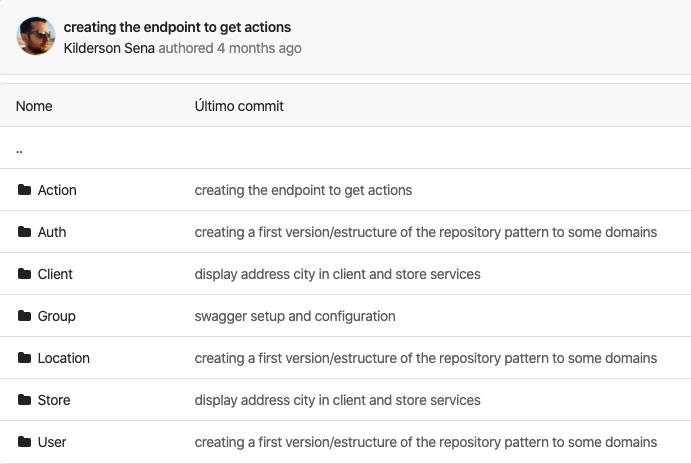 creating the endpoint to get actions
Kilderson Sena authored 4 months ago
Nome Último commit
..
Action creating the endpoint to get actions
Auth creating a first version/estructure of the repository pattern to some domains
Client display address city in client and store services
Group swagger setup and configuration
Location creating a first version/estructure of the repository pattern to some domains
Store display address city in client and store services
User creating a first version/estructure of the repository pattern to some domains